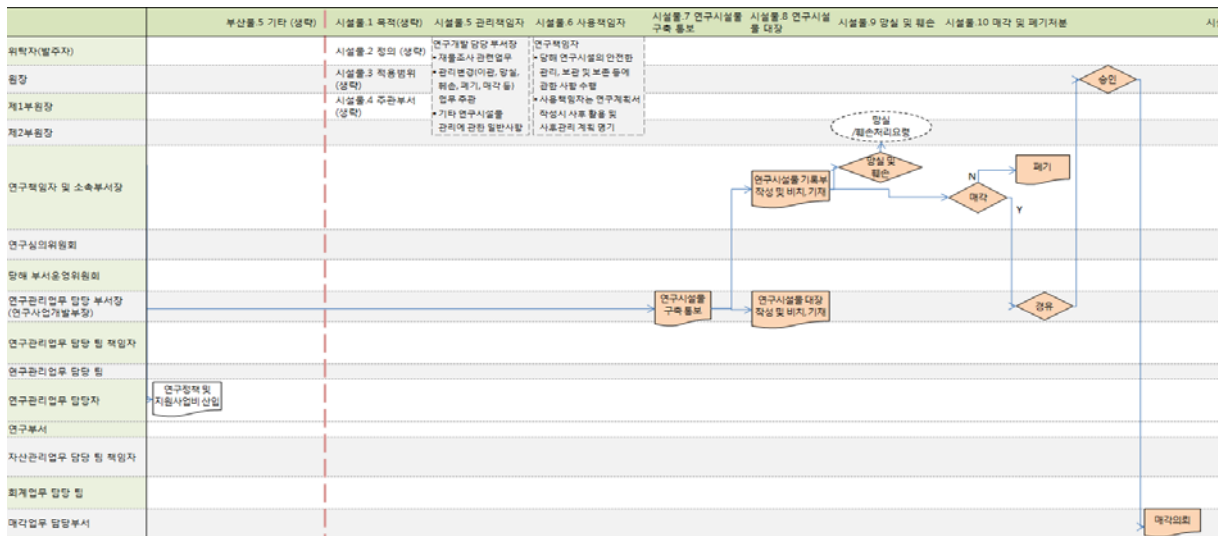 부산물.5 기타 (생략)
시설물.1 목적(생략)
시설물.5 관리책임자
시설물.6 사용책임자
시설물.7 연구시설물
구축 통보
시설물.8 연구시설
물 대장
시설물.9 망실 및 훼손
시설물.10 매각 및 폐기처분
위탁자(발주자)
시설물.2 정의 (생략)
연구개발 담당 부서장
• 재물조사 관련업무
• 관리변경(이관, 망실,
훼손, 폐기, 매각 등)
업무 주관
• 기타 연구시설물
관리에 관한 일반사항
연구책임자
• 당해 연구시설의 안전한
관리, 보관 및 보존 등에
관한 사항 수행
• 사용책임자는 연구계획서
작성시 사후 활용 및
사후관리 계획 명기
원장
시설물.3 적용범위
(생략)
승인
제1부원장
시설물.4 주관부서
(생략)
제2부원장
망실
/훼손처리요령
연구책임자 및 소속부서장
연구시설물 기록부
작성 및 비치, 기재
망실 및
훼손
N
폐기
매각
Y
연구심의위원회
당해 부서운영위원회
연구관리업무 담당 부서장
(연구사업개발부장)
연구시설물
구축 통보
연구시설물 대장
작성 및 비치, 기재
경유
연구관리업무 담당 팀 책임자
연구관리업무 담당 팀
연구관리업무 담당자
연구정책 및
지원사업비 산입
연구부서
자산관리업무 담당 팀 책임자
회계업무 담당 팀
매각업무 담당부서
매각의뢰